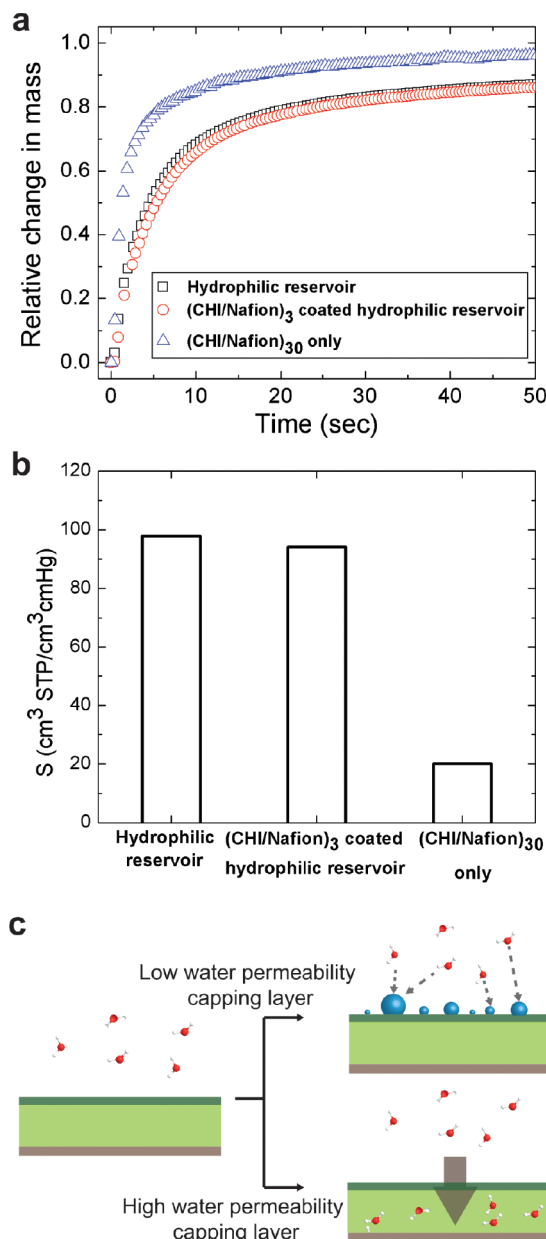 a
Relative change in mass
1.0
0.8
0.6
0.4
0.2
0.0
Hydrophilic reservoir
(CHI/Nafion)3 coated hydrophilic reservoir
(CHI/Nafion)30 only
0 10 20 30 40 50
Time (sec)
b
S (cm3 STP/cm3cmHg)
120
100
80
60
40
20
0
Hydrophilic
reservoir
(CHI/Nafion)3 coated
hydrophilic reservoir
(CHI/Nafion)30
only
c
Low water permeability
capping layer
High water permeability
capping layer